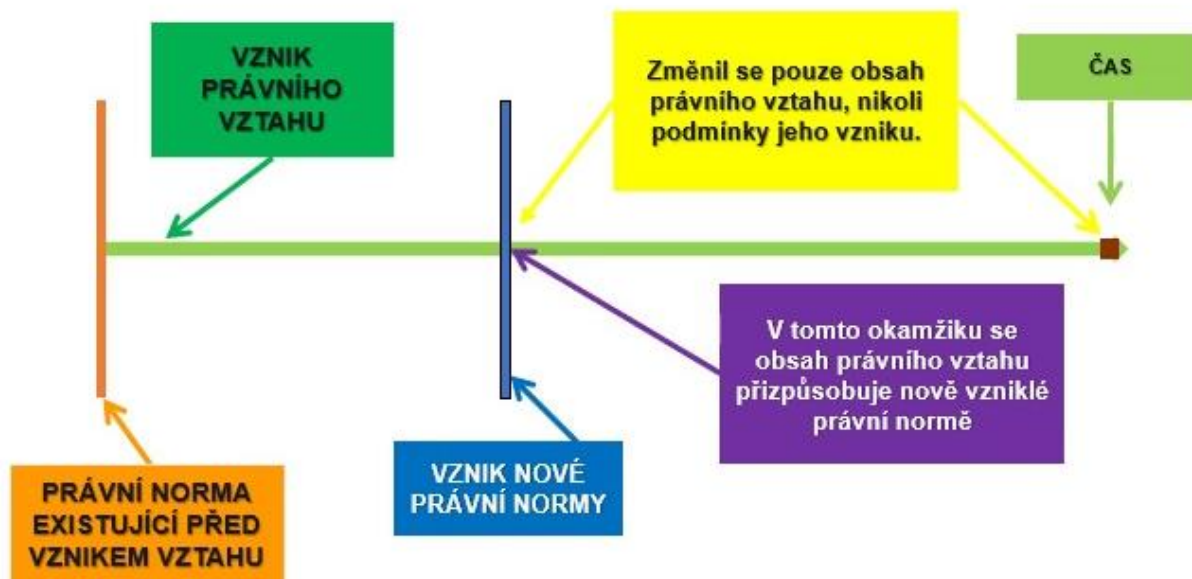 VZNIK
PRÁVNÍHO
VZTAHU
Změnil se pouze obsah
právního vztahu, nikoli
podmínky jeho vzniku.
ČAS
V tomto okamžiku se
obsah právního vztahu
přizpůsobuje nově vzniklé
právní normě
VZNIK NOVÉ
PRÁVNÍ NORMY
PRÁVNÍ NORMA
EXISTUJÍCÍ PŘED
VZNIKEM VZTAHU